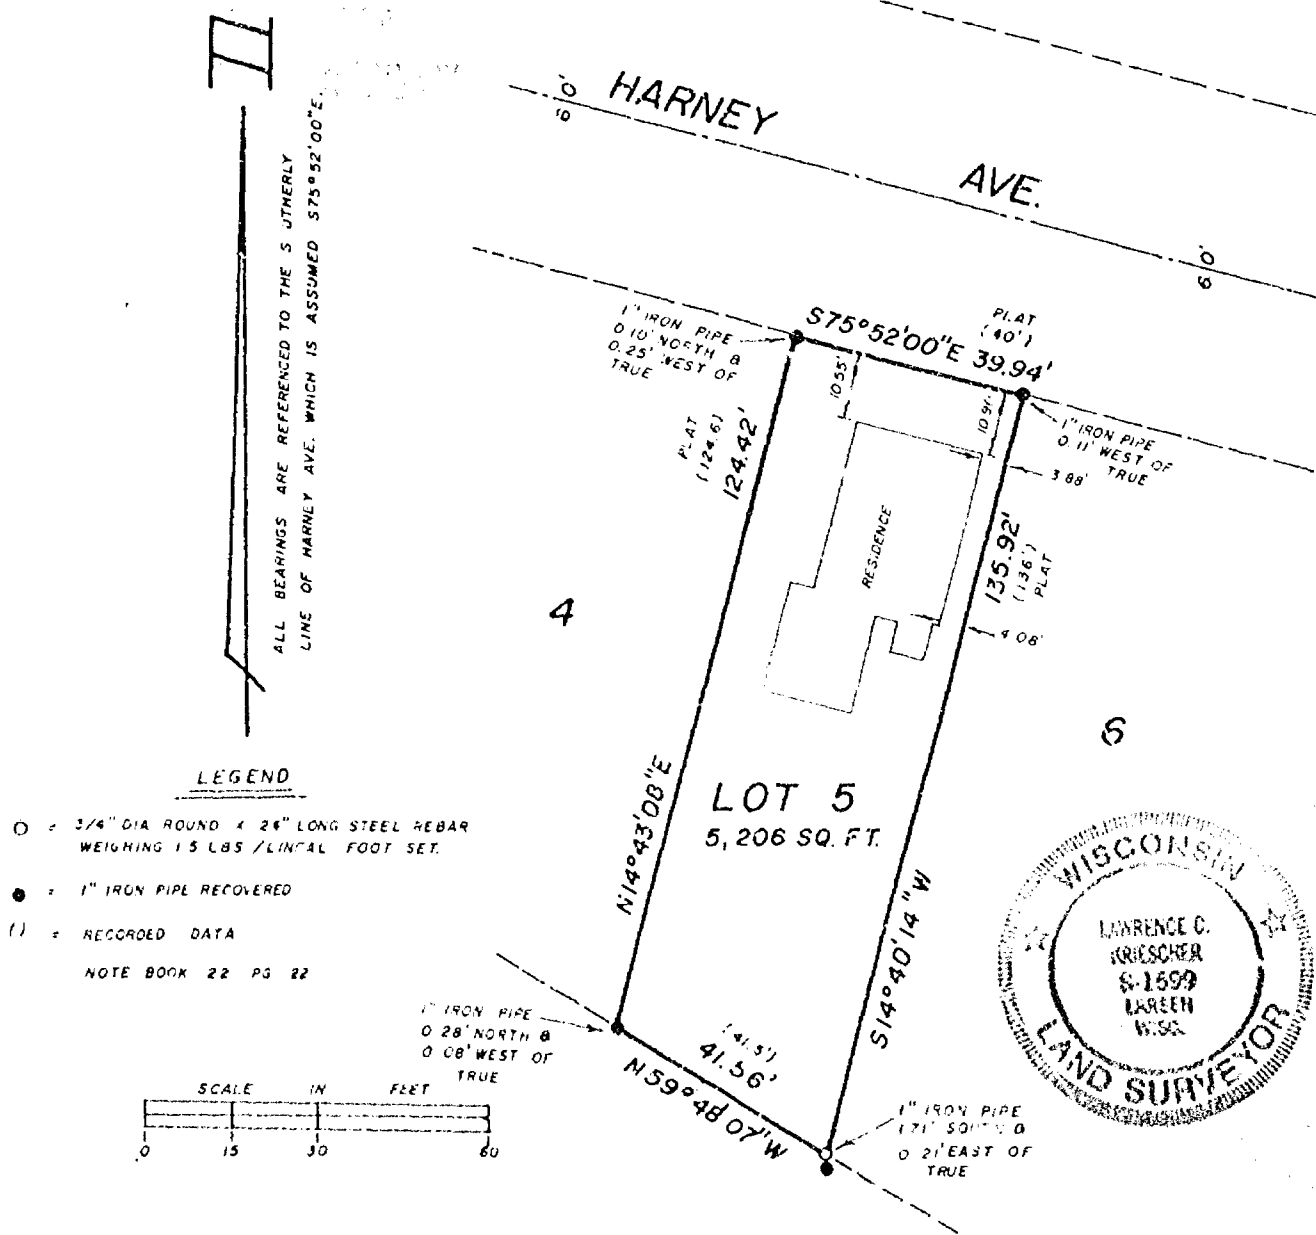 ALL BEARINGS ARE REFERENCED TO THE S UTHERLY
LINE OF HARNEY AVE. WHICH IS ASSUMED S75°52'00"E.
HARNEY
AVE.
60'
60'
1" IRON PIPE
0.10' NORTH &
0.25' WEST OF
TRUE
S75°52'00"E 39.94'
PLAT
(40')
10.55'
10.91'
1" IRON PIPE
0.11' WEST OF
TRUE
3.88'
PLAT
(124.6)
124.42'
RESIDENCE
135.92'
(136')
PLAT
4.08'
4
6
LOT 5
5,206 SQ. FT.
N14°43'08"E
S14°40'14"W
LEGEND
O = 3/4" DIA ROUND X 24" LONG STEEL REBAR
WEIGHING 1.5 LBS /LINEAL FOOT SET.
● = 1" IRON PIPE RECOVERED
() = RECORDED DATA
NOTE BOOK 22 PG 22
1" IRON PIPE
0.28' NORTH &
0.08' WEST OF
TRUE
(41.5')
41.56'
N59°48'07"W
1" IRON PIPE
1.71' SOUTH &
0.21' EAST OF
TRUE
SCALE IN FEET
0 15 30 60
WISCONSIN
LAWRENCE C.
KRIESCHER
S-1599
LARSEN
WISC.
LAND SURVEYOR